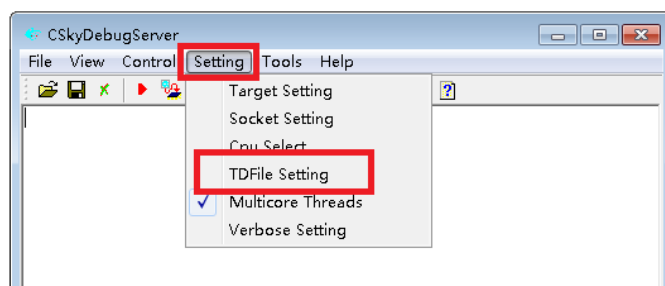 CSkyDebugServer
File View Control Setting Tools Help
Target Setting
Socket Setting
Cpu Select
TDFile Setting
Multicore Threads
Verbose Setting